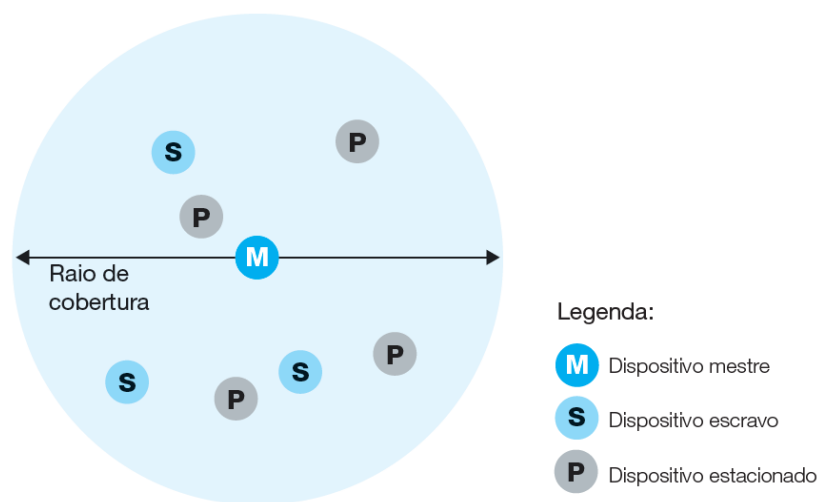 S
P
P
M
Raio de
cobertura
S
P
S
P
Legenda:
M Dispositivo mestre
S Dispositivo escravo
P Dispositivo estacionado